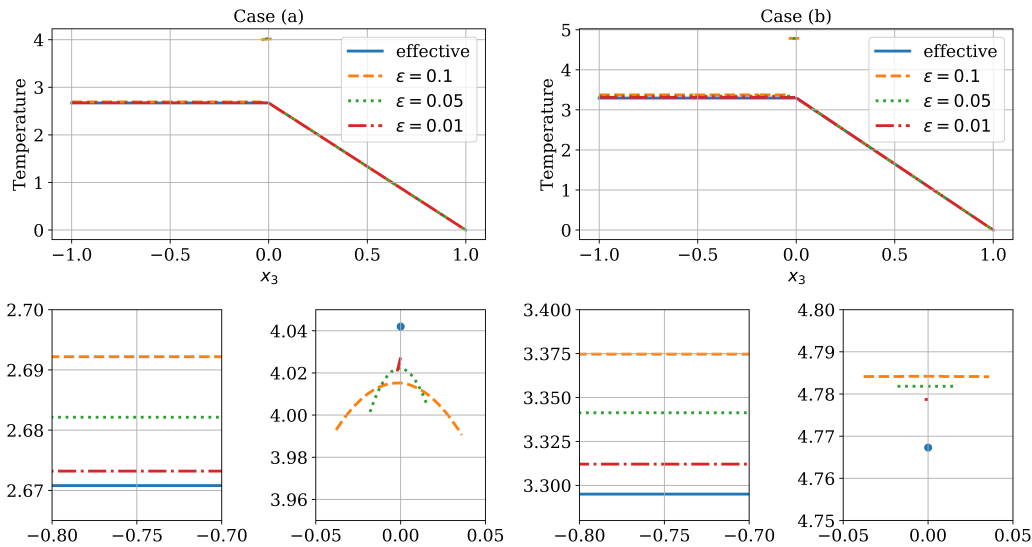 Case (a)
Temperature
4
3
2
1
0
−1.0 −0.5 0.0 0.5 1.0
x₃
effective
ε = 0.1
ε = 0.05
ε = 0.01
Case (b)
Temperature
5
4
3
2
1
0
−1.0 −0.5 0.0 0.5 1.0
x₃
effective
ε = 0.1
ε = 0.05
ε = 0.01
2.70
2.69
2.68
2.67
−0.80 −0.75 −0.70
4.04
4.02
4.00
3.98
3.96
−0.05 0.00 0.05
3.400
3.375
3.350
3.325
3.300
−0.80 −0.75 −0.70
4.80
4.79
4.78
4.77
4.76
4.75
−0.05 0.00 0.05